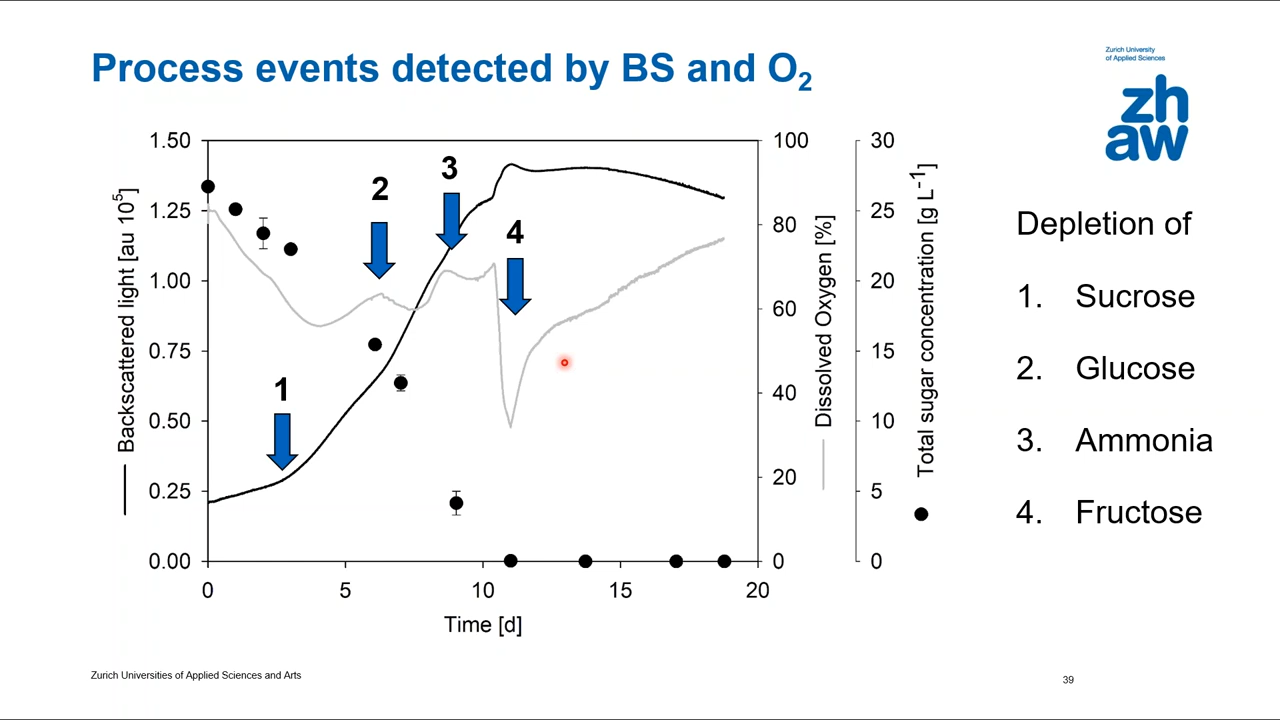 Process events detected by BS and O₂
Zurich University
of Applied Sciences
zh
aw
1.50
1.25
1.00
0.75
0.50
0.25
0.00
Backscattered light [au 10⁵]
0
5
10
15
20
Time [d]
100
80
60
40
20
0
Dissolved Oxygen [%]
30
25
20
15
10
5
0
Total sugar concentration [g L⁻¹]
1
2
3
4
Depletion of
1. Sucrose
2. Glucose
3. Ammonia
4. Fructose
Zurich Universities of Applied Sciences and Arts
39